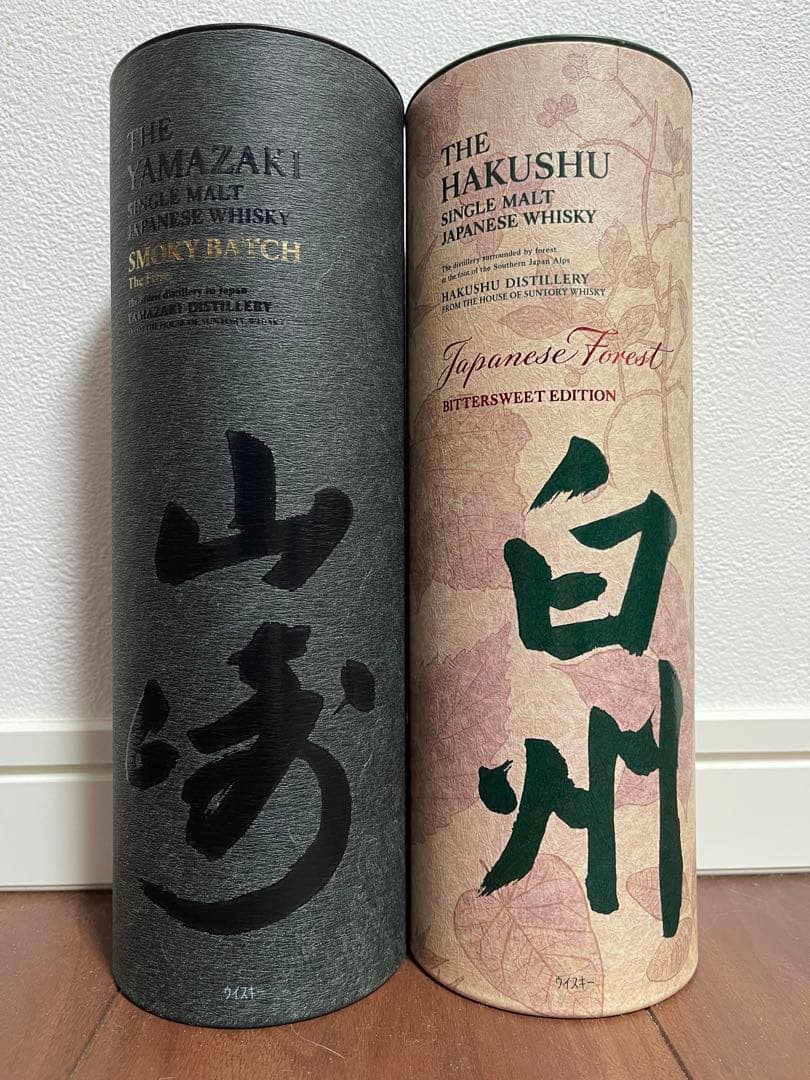 THE
YAMAZAKI
SINGLE MALT
JAPANESE WHISKY
SMOKY BATCH
The First
The oldest distillery in Japan
YAMAZAKI DISTILLERY
FROM THE HOUSE OF SUNTORY WHISKY
山崎
ウイスキー
THE
HAKUSHU
SINGLE MALT
JAPANESE WHISKY
The distillery surrounded by forest
at the foot of the Southern Japan Alps
HAKUSHU DISTILLERY
FROM THE HOUSE OF SUNTORY WHISKY
Japanese Forest
BITTERSWEET EDITION
白州
ウイスキー